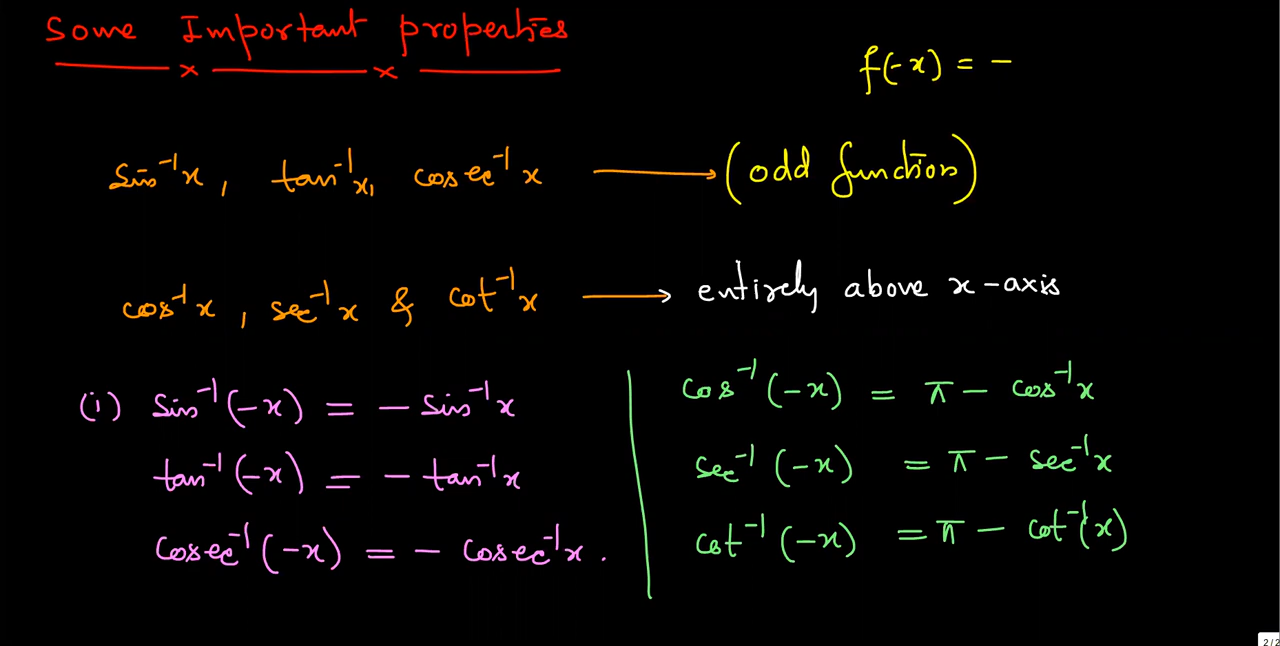 Some Important properties
f(-x) = -
sin⁻¹x, tan⁻¹x, cosec⁻¹x → (odd function)
cos⁻¹x, sec⁻¹x & cot⁻¹x → entirely above x-axis
(i) sin⁻¹(-x) = - sin⁻¹x
tan⁻¹(-x) = - tan⁻¹x
cosec⁻¹(-x) = - cosec⁻¹x.
cos⁻¹(-x) = π - cos⁻¹x
sec⁻¹(-x) = π - sec⁻¹x
cot⁻¹(-x) = π - cot⁻¹(x)
2/2